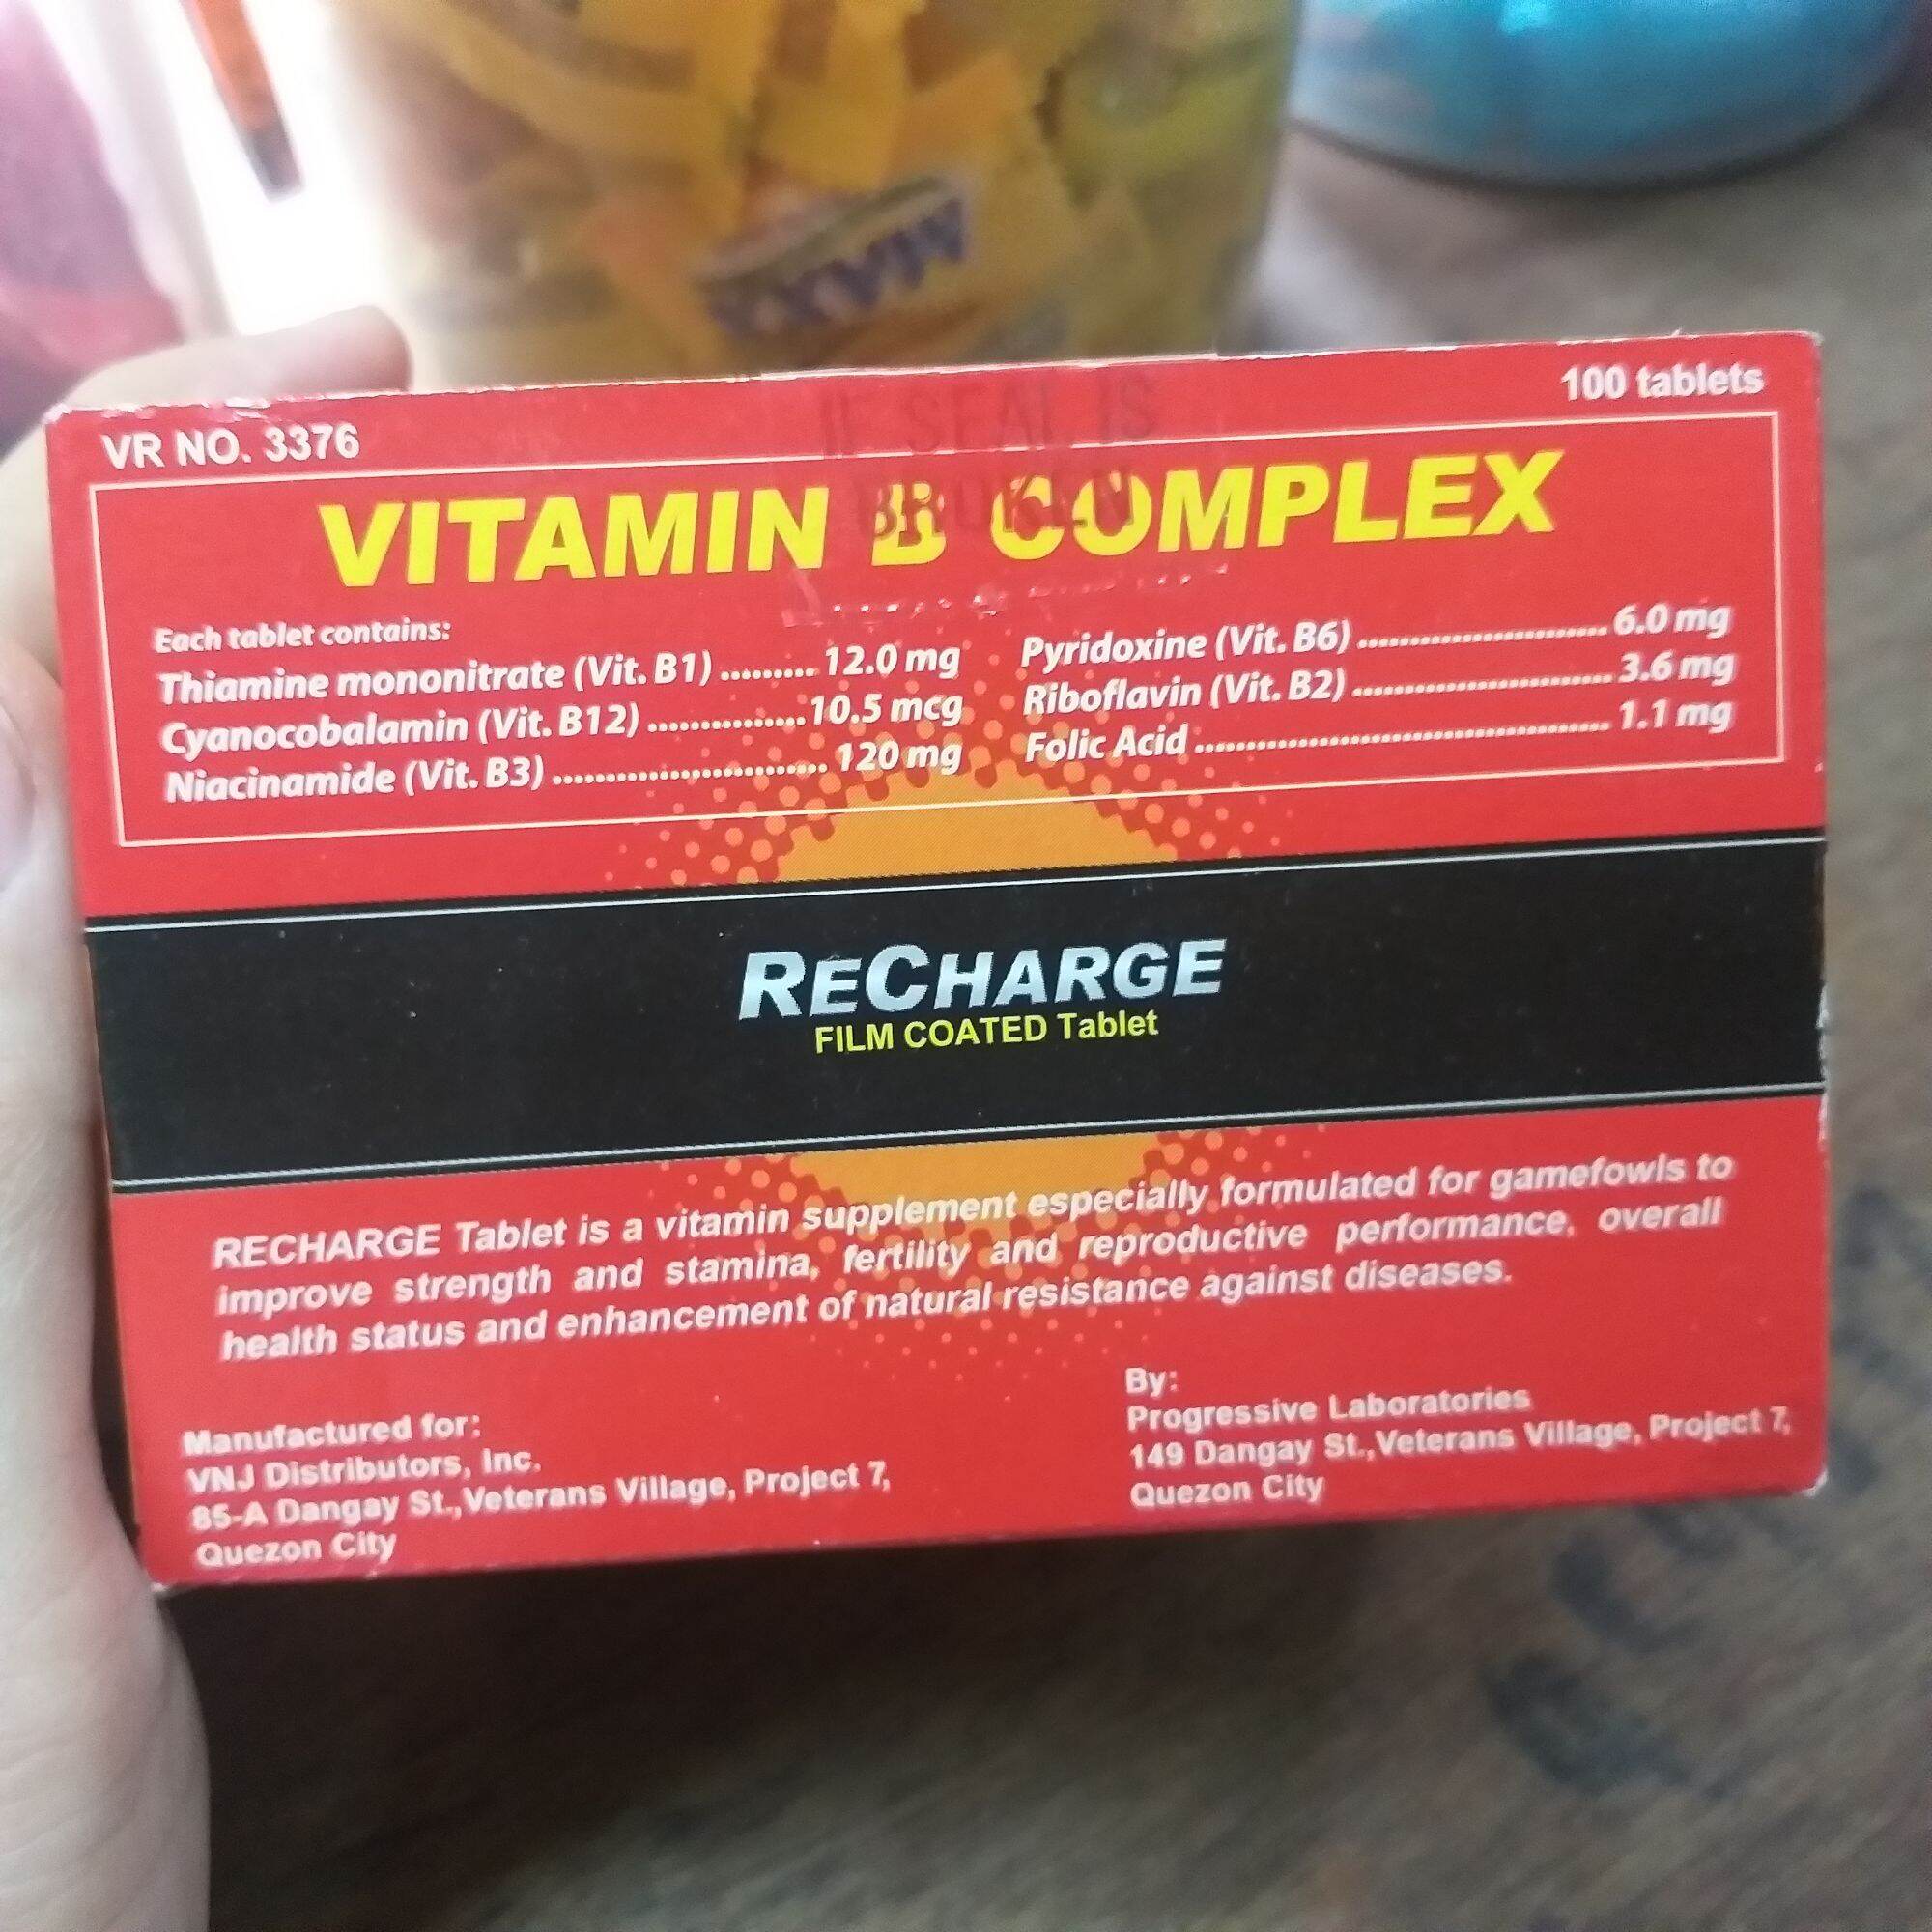 IF SEAL IS
BROKEN
VR NO. 3376
100 tablets
VITAMIN B COMPLEX
Each tablet contains:
Thiamine mononitrate (Vit. B1) ......... 12.0 mg
Cyanocobalamin (Vit. B12) ............... 10.5 mcg
Niacinamide (Vit. B3) .......................... 120 mg
Pyridoxine (Vit. B6) .......................... 6.0 mg
Riboflavin (Vit. B2) ........................... 3.6 mg
Folic Acid .......................................... 1.1 mg
RECHARGE
FILM COATED Tablet
RECHARGE Tablet is a vitamin supplement especially formulated for gamefowls to
improve strength and stamina, fertility and reproductive performance, overall
health status and enhancement of natural resistance against diseases.
Manufactured for:
VNJ Distributors, Inc.
85-A Dangay St.,Veterans Village, Project 7,
Quezon City
By:
Progressive Laboratories
149 Dangay St.,Veterans Village, Project 7,
Quezon City